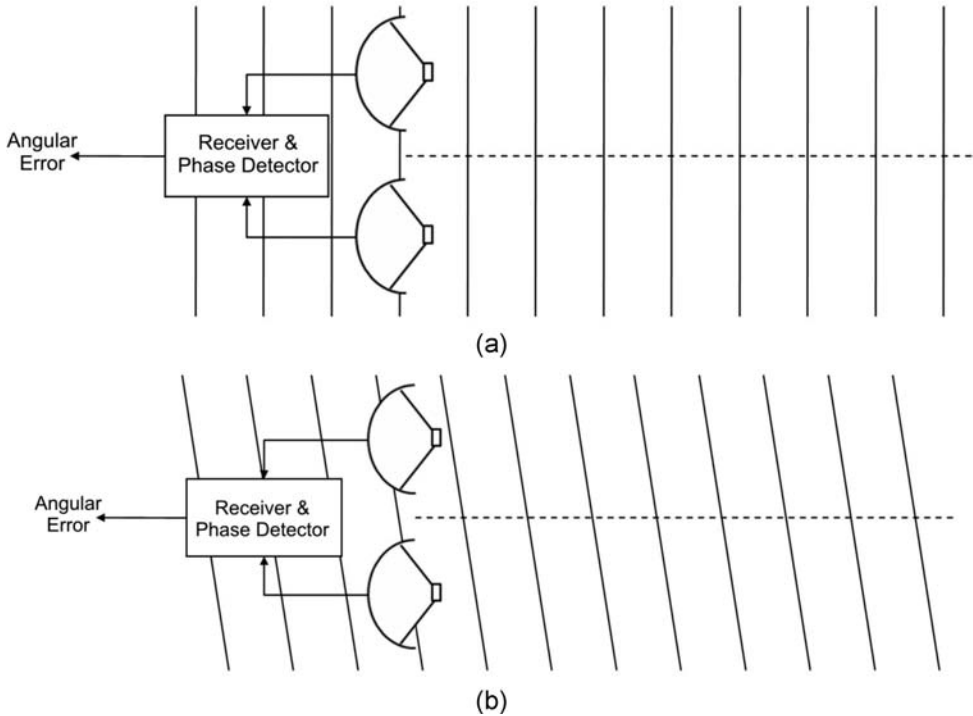 Angular
Error
Receiver &
Phase Detector
(a)
Angular
Error
Receiver &
Phase Detector
(b)